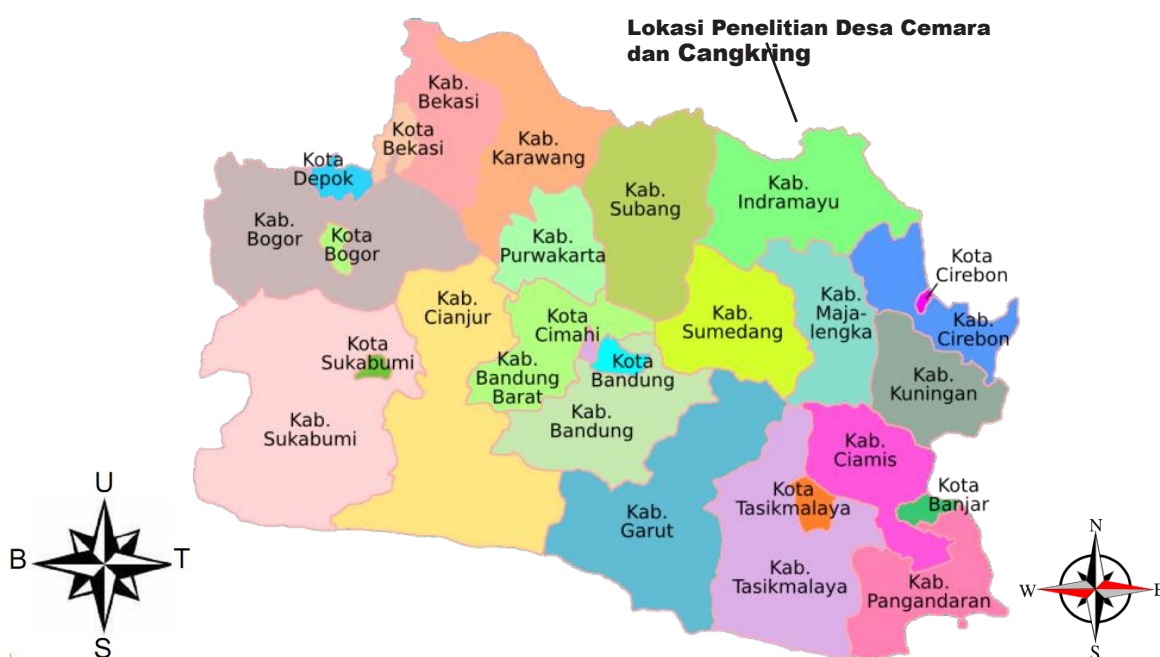 Lokasi Penelitian Desa Cemara
dan Cangkring
Kab.
Bekasi
Kota
Bekasi
Kab.
Karawang
Kota
Depok
Kab.
Subang
Kab.
Indramayu
Kab.
Bogor
Kota
Bogor
Kab.
Purwakarta
Kota
Cirebon
Kab.
Cianjur
Kota
Cimahi
Kab.
Sumedang
Kab.
Maja-
lengka
Kab.
Cirebon
Kota
Sukabumi
Kab.
Bandung
Barat
Kota
Bandung
Kab.
Kuningan
Kab.
Sukabumi
Kab.
Bandung
Kab.
Ciamis
Kota
Banjar
Kab.
Garut
Kota
Tasikmalaya
Kab.
Tasikmalaya
Kab.
Pangandaran
U
B
T
S
N
W
E
S